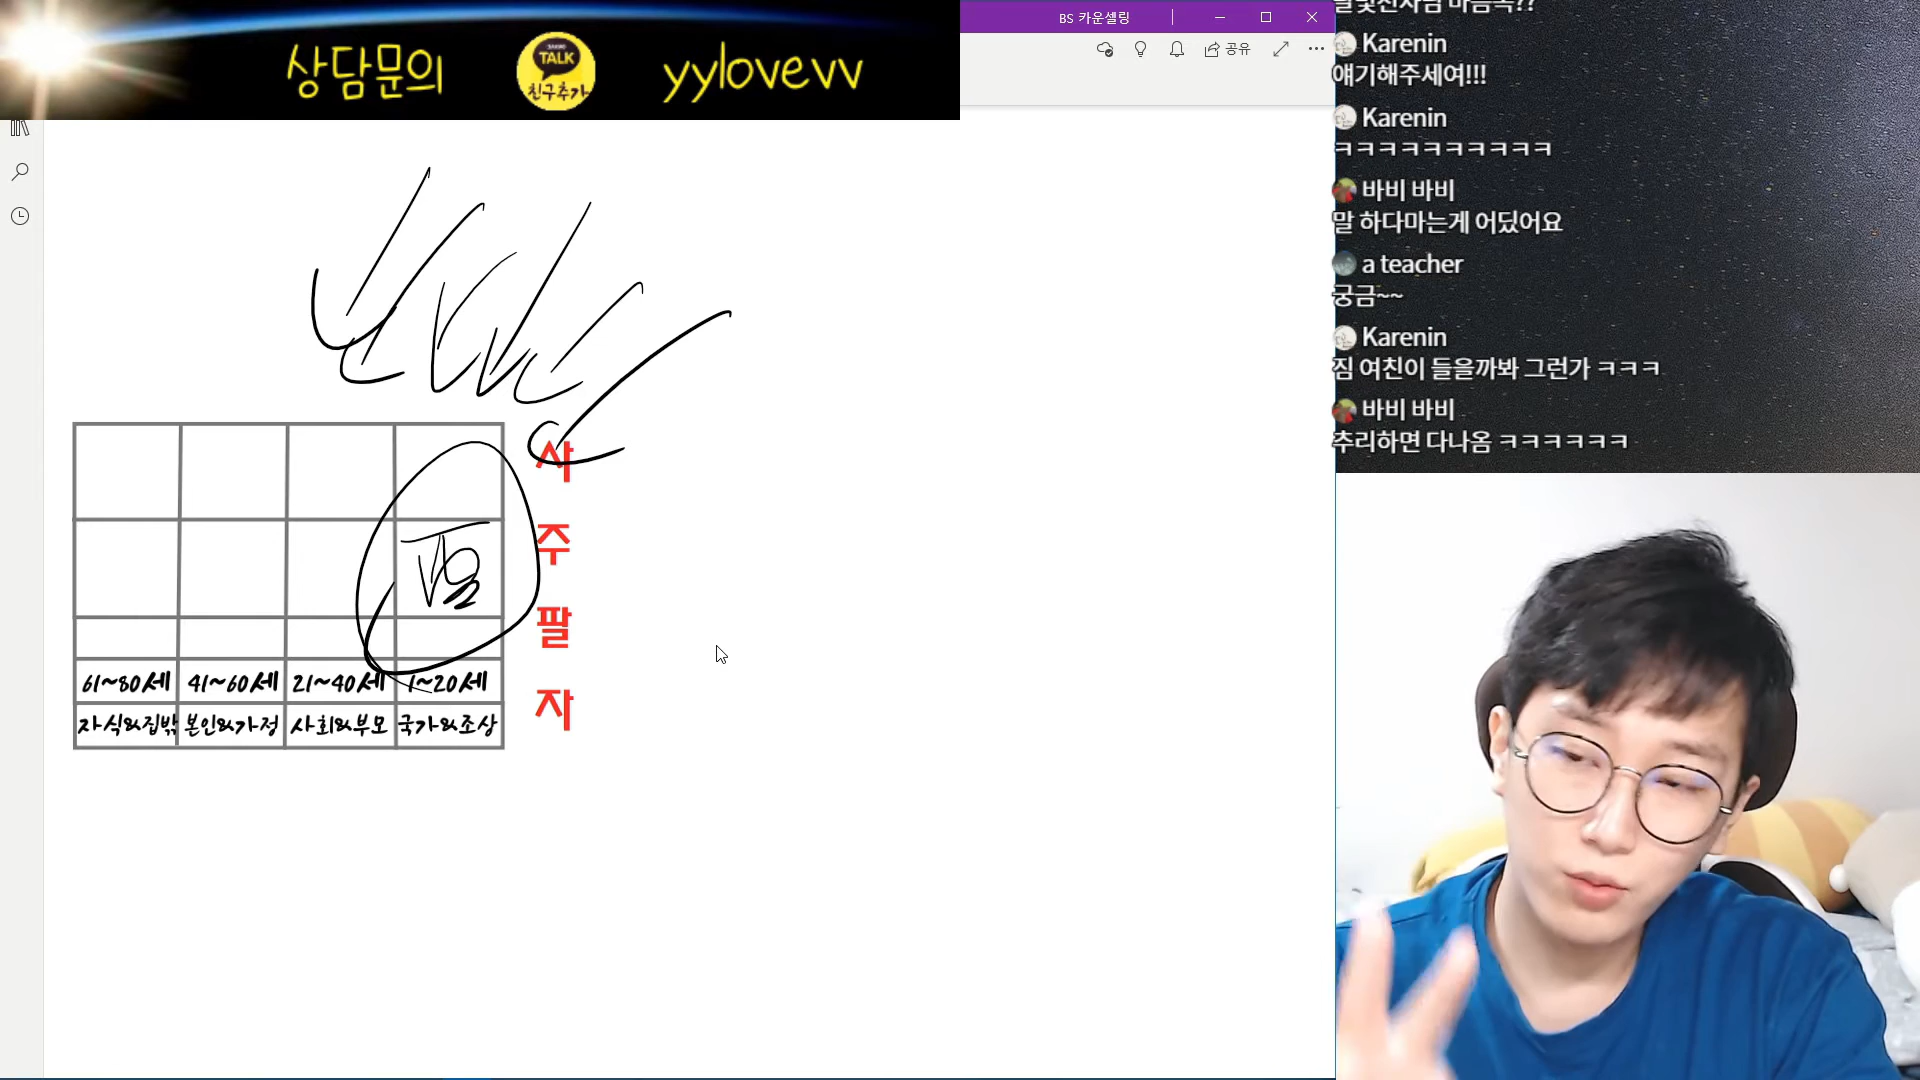 상담문의
TALK
친구추가
yylovevv
BS 카운셀링
공유
Karenin
얘기해주세여!!!
Karenin
ㅋㅋㅋㅋㅋㅋㅋㅋㅋㅋ
바비 바비
말 하다마는게 어딨어요
a teacher
궁금~~
Karenin
짐 여친이 들을까봐 그런가 ㅋㅋㅋ
바비 바비
추리하면 다나옴 ㅋㅋㅋㅋㅋㅋ
사
주
팔
자
61~80세 41~60세 21~40세 1~20세
자식&집밖 본인&가정 사회&부모 국가&조상